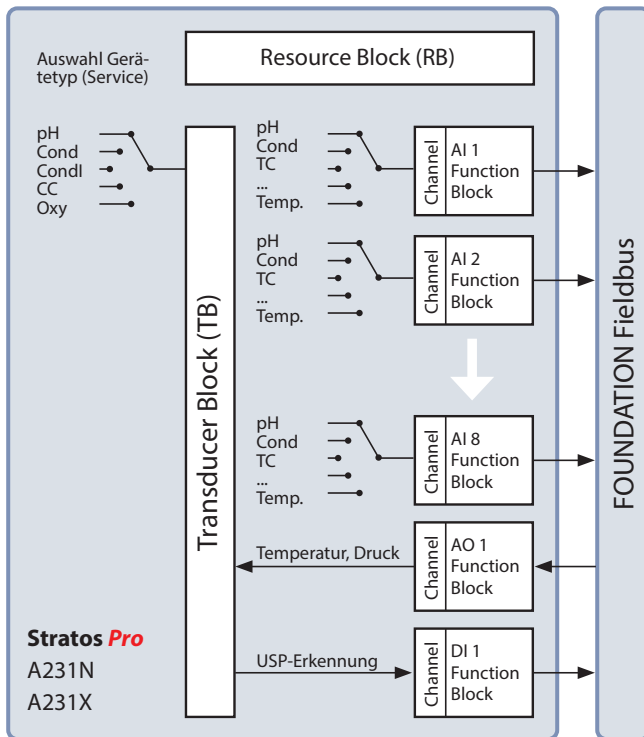 Auswahl Gerä-
tetyp (Service)
Resource Block (RB)
pH
Cond
CondI
CC
Oxy
Transducer Block (TB)
pH
Cond
TC
...
Temp.
Channel
AI 1
Function
Block
pH
Cond
TC
...
Temp.
Channel
AI 2
Function
Block
pH
Cond
TC
...
Temp.
Channel
AI 8
Function
Block
Temperatur, Druck
Channel
AO 1
Function
Block
USP-Erkennung
Channel
DI 1
Function
Block
FOUNDATION Fieldbus
Stratos Pro
A231N
A231X